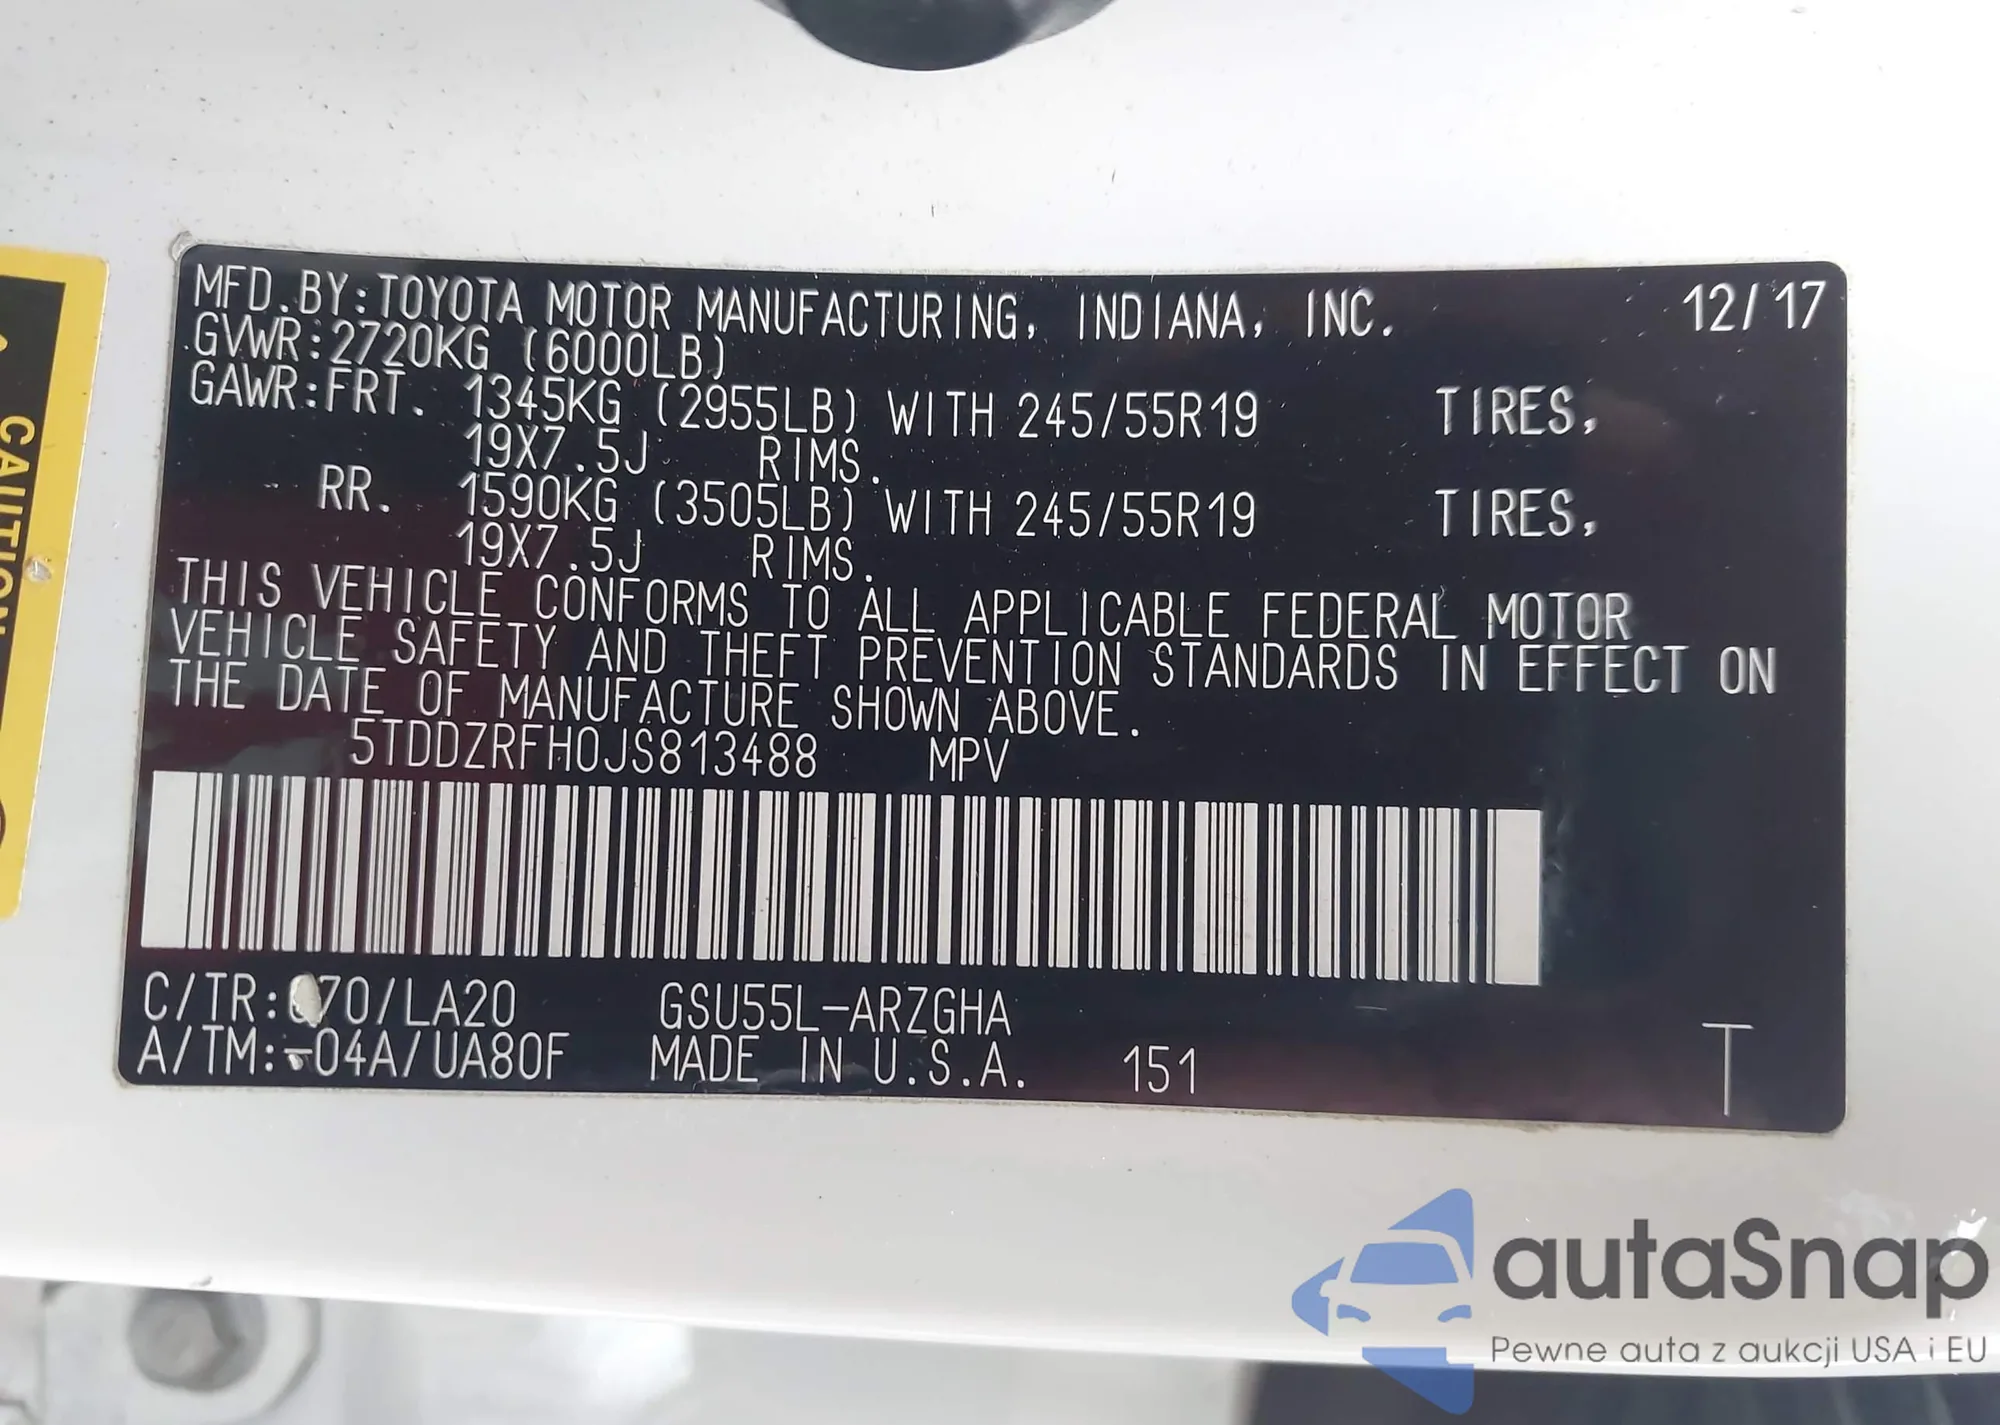 MFD.BY:TOYOTA MOTOR MANUFACTURING, INDIANA, INC. 12/17
GVWR:2720KG (6000LB)
GAWR:FRT. 1345KG (2955LB) WITH 245/55R19 TIRES,
19X7.5J RIMS.
RR. 1590KG (3505LB) WITH 245/55R19 TIRES,
19X7.5J RIMS.
THIS VEHICLE CONFORMS TO ALL APPLICABLE FEDERAL MOTOR
VEHICLE SAFETY AND THEFT PREVENTION STANDARDS IN EFFECT ON
THE DATE OF MANUFACTURE SHOWN ABOVE.
5TDDZRFH0JS813488 MPV
C/TR:070/LA20 GSU55L-ARZGHA
A/TM:-04A/UA80F MADE IN U.S.A. 151 T
CAUTION
autaSnap
Pewne auta z aukcji USA i EU